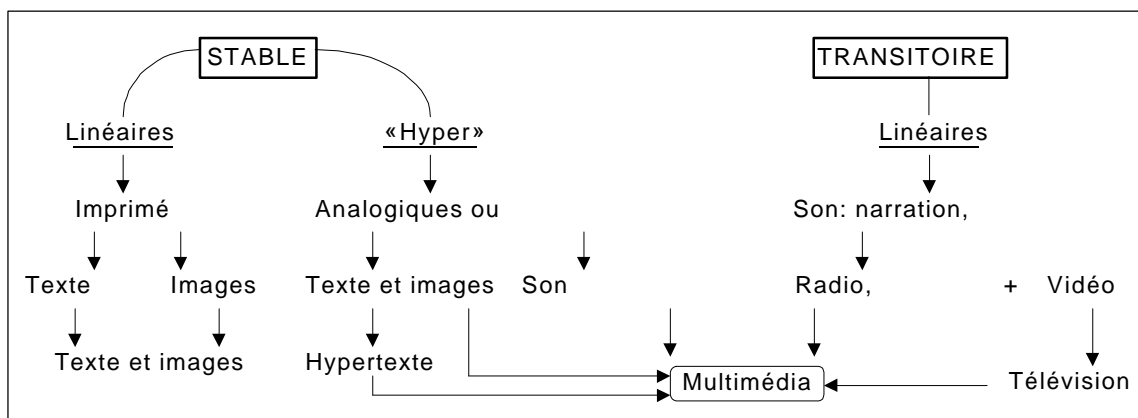 STABLE TRANSITOIRE
Linéaires «Hyper» Linéaires
Imprimé Analogiques ou Son: narration,
Texte Images Texte et images Son Radio, + Vidéo
Texte et images Hypertexte Multimédia Télévision